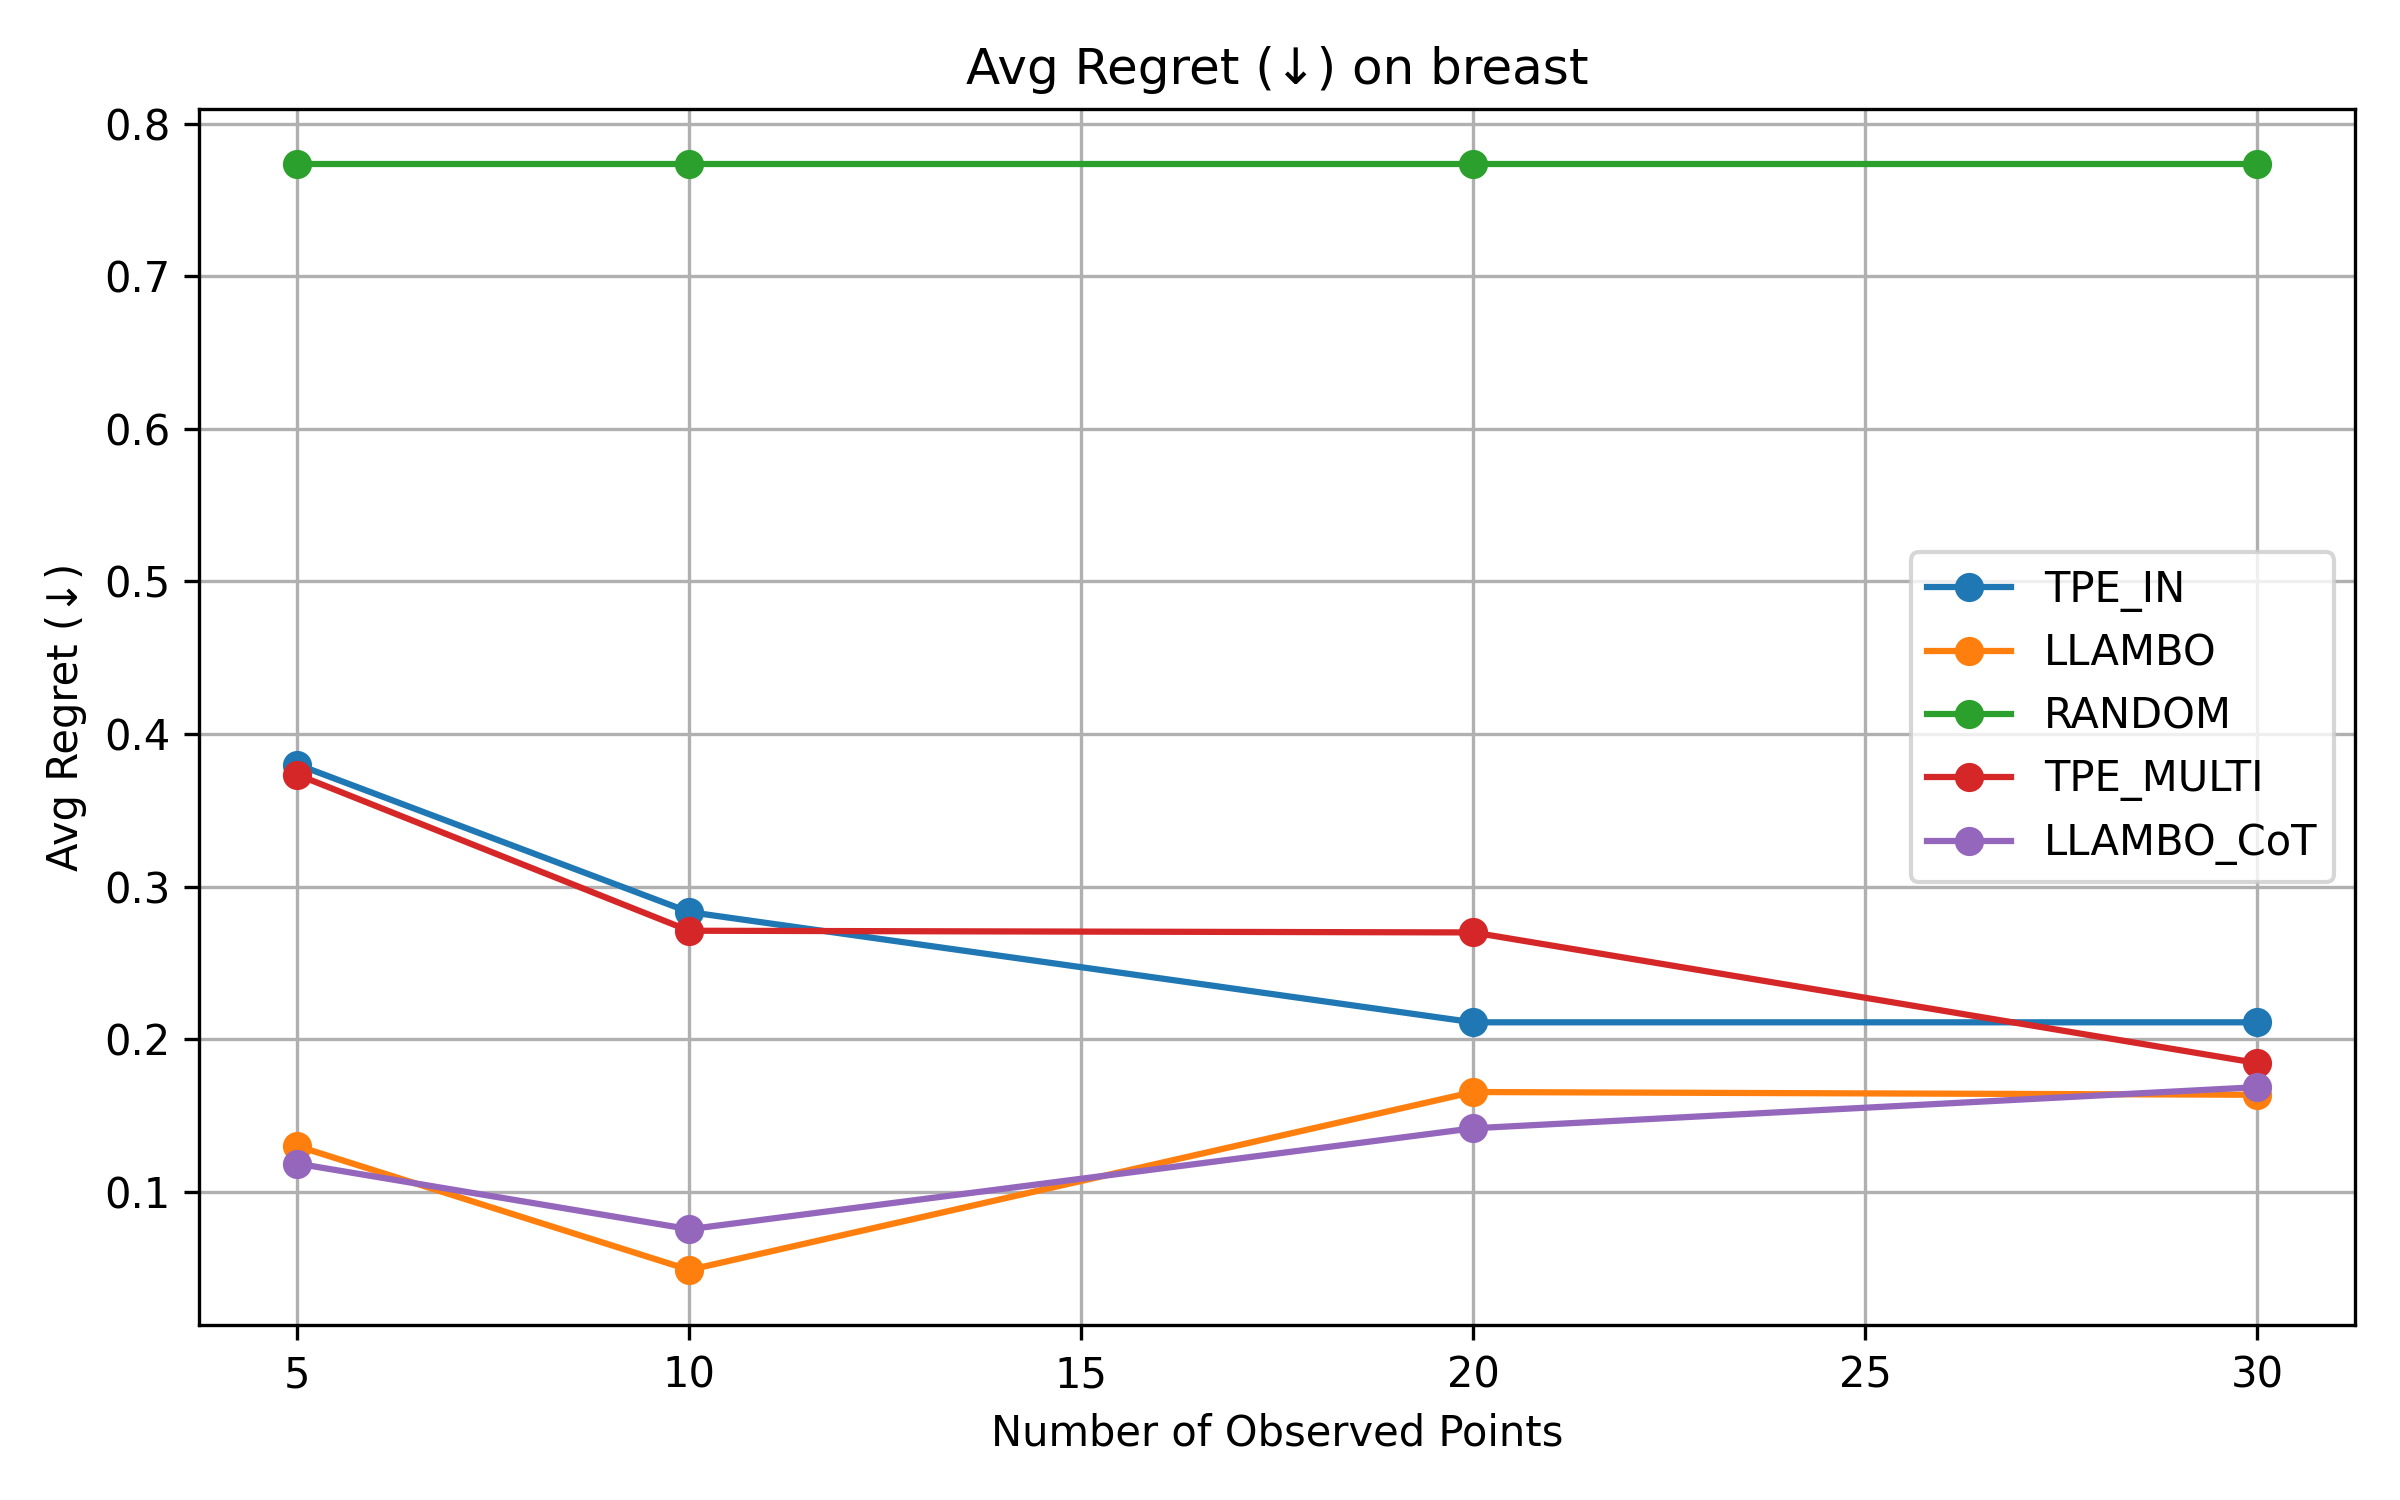 Avg Regret (↓) on breast
Avg Regret (↓)
0.8
0.7
0.6
0.5
0.4
0.3
0.2
0.1
TPE_IN
LLAMBO
RANDOM
TPE_MULTI
LLAMBO_CoT
5 10 15 20 25 30
Number of Observed Points